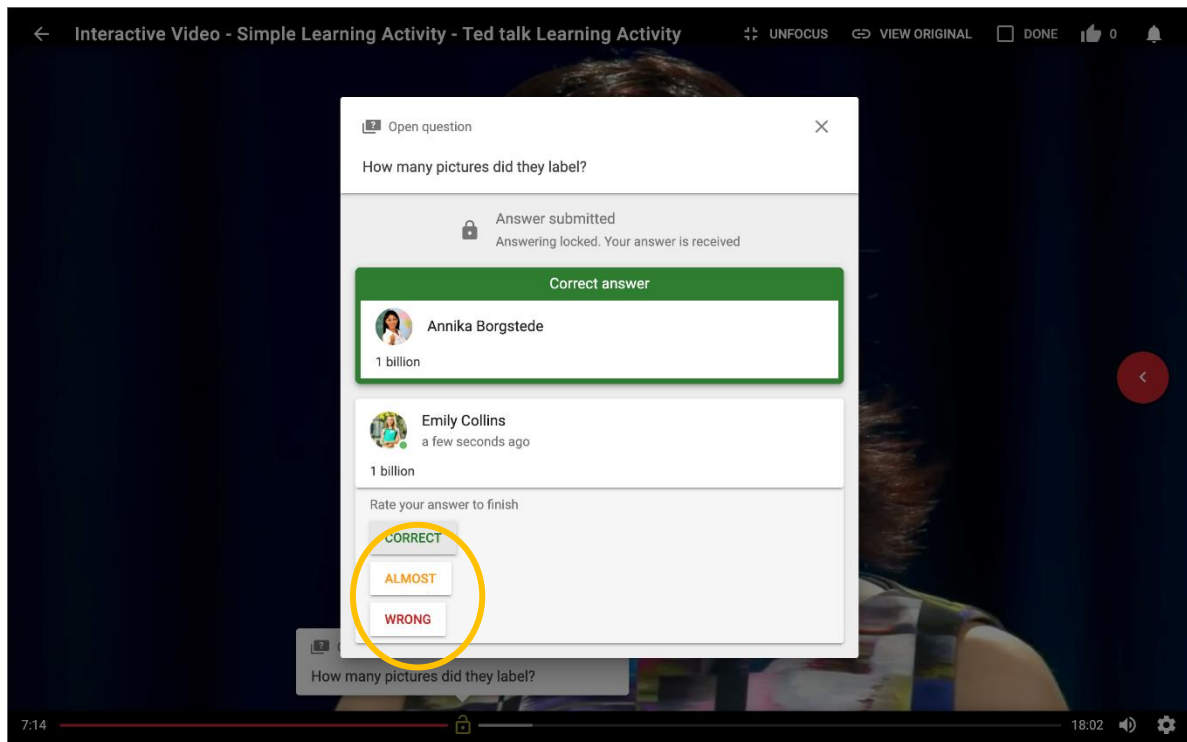 Interactive Video - Simple Learning Activity - Ted talk Learning Activity UNFOCUS VIEW ORIGINAL DONE 0
Open question
How many pictures did they label?
Answer submitted
Answering locked. Your answer is received
Correct answer
Annika Borgstede
1 billion
Emily Collins
a few seconds ago
1 billion
Rate your answer to finish
CORRECT
ALMOST
WRONG
How many pictures did they label?
7:14 18:02